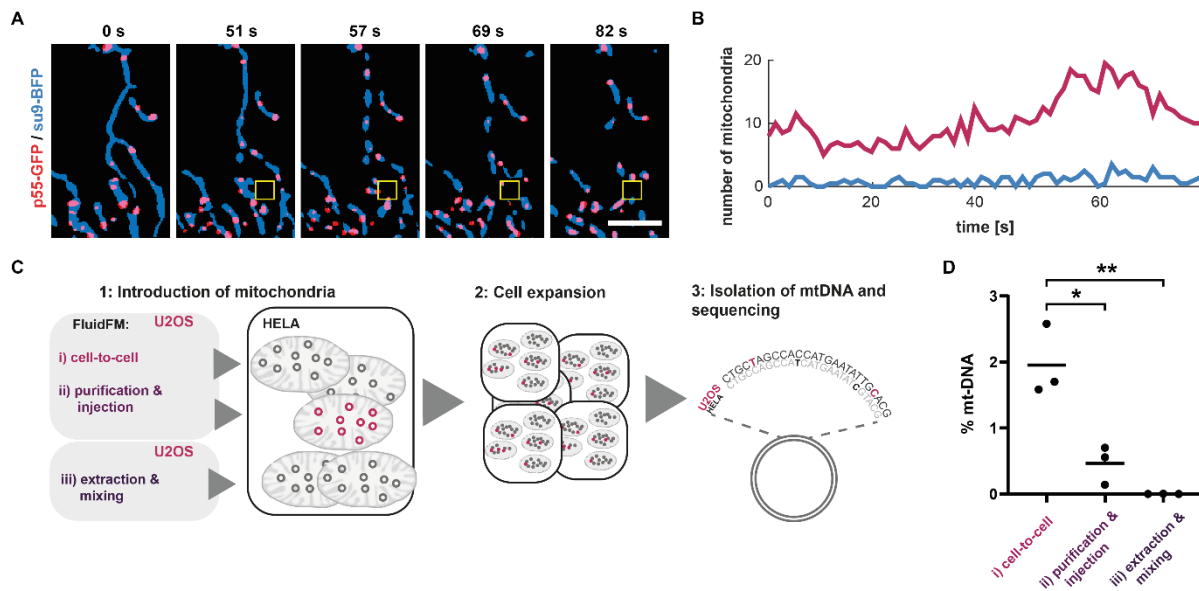 A
0 s
51 s
57 s
69 s
82 s
p55-GFP / su9-BFP
B
number of mitochondria
20
10
0
0
20
40
60
time [s]
C
1: Introduction of mitochondria
FluidFM:
U2OS
i) cell-to-cell
ii) purification &
injection
U2OS
iii) extraction &
mixing
HELA
2: Cell expansion
3: Isolation of mtDNA and
sequencing
U2OS
CTGCTAGCCACCATGAATATTGCACG
HELA
D
% mt-DNA
3
2
1
0
*
**
i) cell-to-cell
ii) purification &
injection
iii) extraction &
mixing